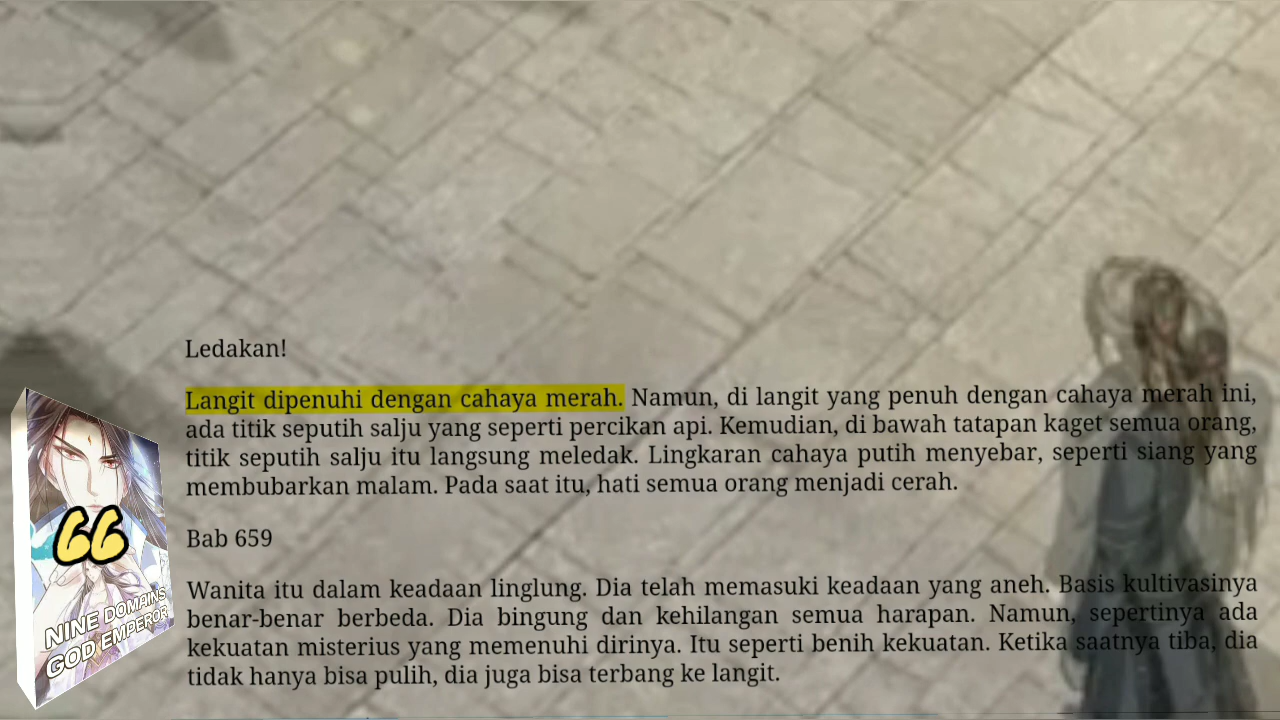 Ledakan!
Langit dipenuhi dengan cahaya merah. Namun, di langit yang penuh dengan cahaya merah ini,
ada titik seputih salju yang seperti percikan api. Kemudian, di bawah tatapan kaget semua orang,
titik seputih salju itu langsung meledak. Lingkaran cahaya putih menyebar, seperti siang yang
membubarkan malam. Pada saat itu, hati semua orang menjadi cerah.
Bab 659
Wanita itu dalam keadaan linglung. Dia telah memasuki keadaan yang aneh. Basis kultivasinya
benar-benar berbeda. Dia bingung dan kehilangan semua harapan. Namun, sepertinya ada
kekuatan misterius yang memenuhi dirinya. Itu seperti benih kekuatan. Ketika saatnya tiba, dia
tidak hanya bisa pulih, dia juga bisa terbang ke langit.
66
NINE DOMAINS
GOD EMPEROR